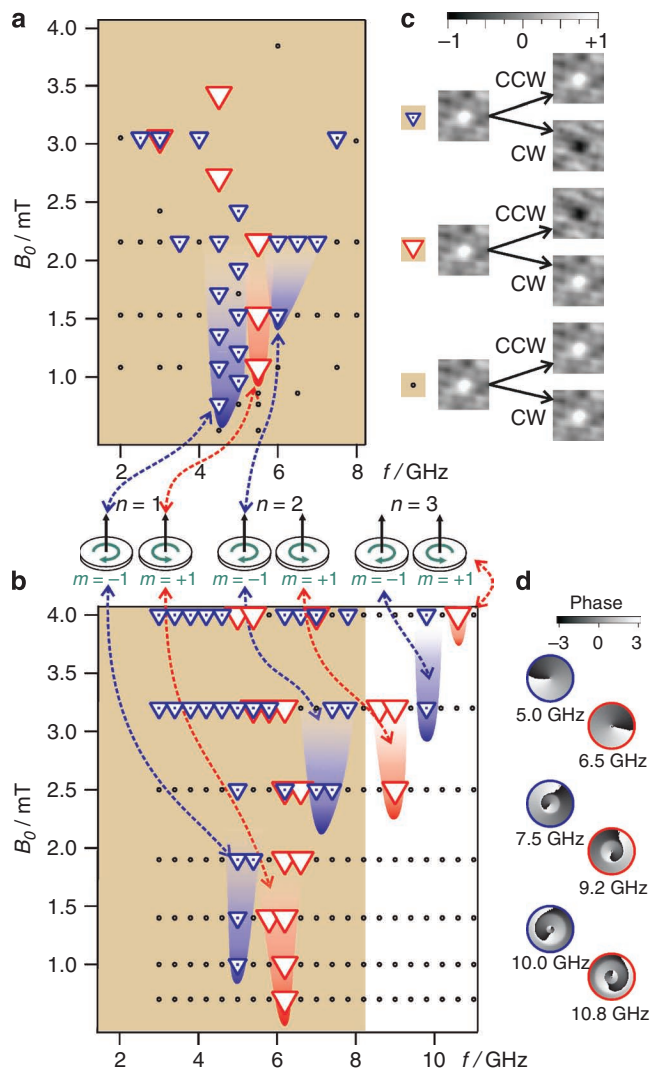 a
4.0
3.5
3.0
2.5
2.0
1.5
1.0
B0 / mT
2 4 6 8 f / GHz
c
−1 0 +1
CCW
CW
CCW
CW
CCW
CW
n = 1 n = 2 n = 3
m = −1 m = +1 m = −1 m = +1 m = −1 m = +1
b
4.0
3.5
3.0
2.5
2.0
1.5
1.0
B0 / mT
2 4 6 8 10 f / GHz
d
Phase
−3 0 3
5.0 GHz
6.5 GHz
7.5 GHz
9.2 GHz
10.0 GHz
10.8 GHz